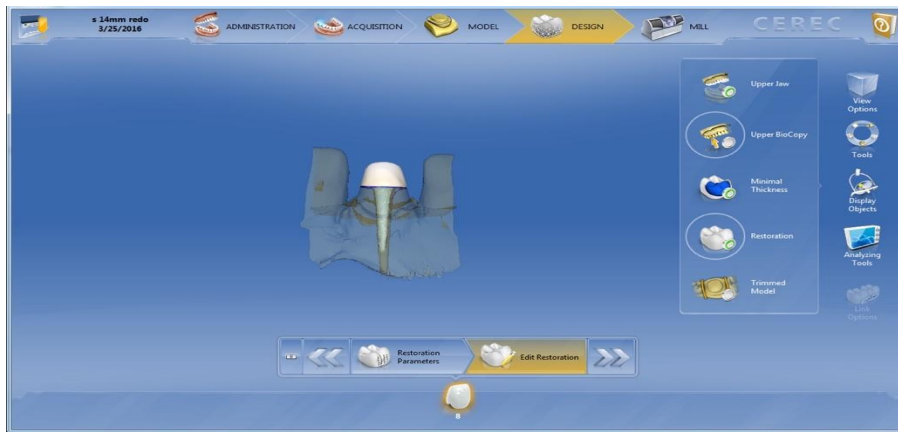 s 14mm redo
3/25/2016
ADMINISTRATION
ACQUISITION
MODEL
DESIGN
MILL
CEREC
Upper Jaw
Upper BioCopy
Minimal
Thickness
Restoration
Trimmed
Model
View
Options
Tools
Display
Objects
Analyzing
Tools
Link
Options
Restoration
Parameters
Edit Restoration
8